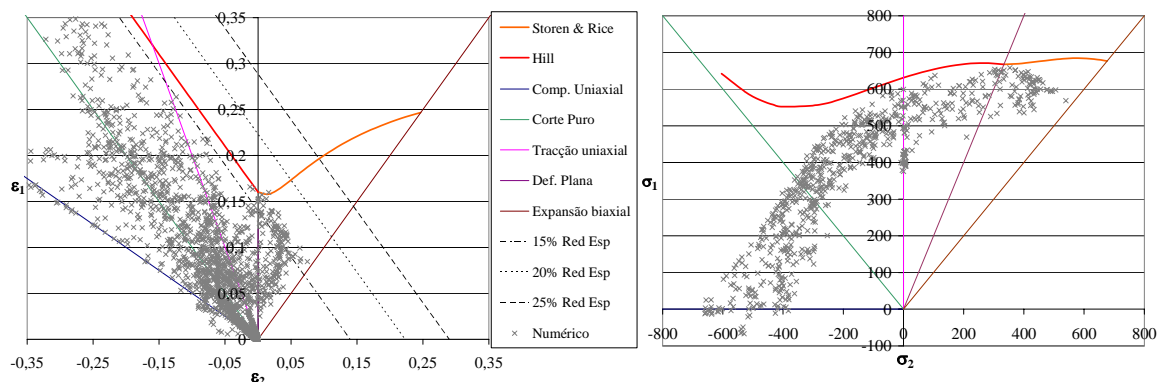 0,35
0,3
0,25
0,2
0,15
0,1
0,05
0
ε1
-0,35 -0,25 -0,15 -0,05 0,05 0,15 0,25 0,35
ε2
Storen & Rice
Hill
Comp. Uniaxial
Corte Puro
Tracção uniaxial
Def. Plana
Expansão biaxial
15% Red Esp
20% Red Esp
25% Red Esp
Numérico
800
700
600
500
400
300
200
100
0
-100
σ1
-800 -600 -400 -200 0 200 400 600 800
σ2